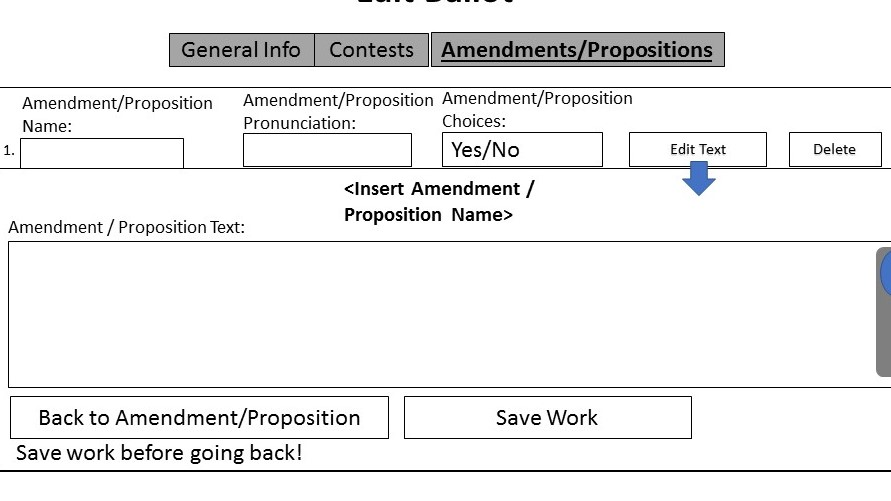 Edit Ballot
General Info Contests Amendments/Propositions
Amendment/Proposition Name:
Amendment/Proposition Pronunciation:
Amendment/Proposition Choices:
1.
Yes/No
Edit Text
Delete
<Insert Amendment /
Proposition Name>
Amendment / Proposition Text:
Back to Amendment/Proposition
Save Work
Save work before going back!